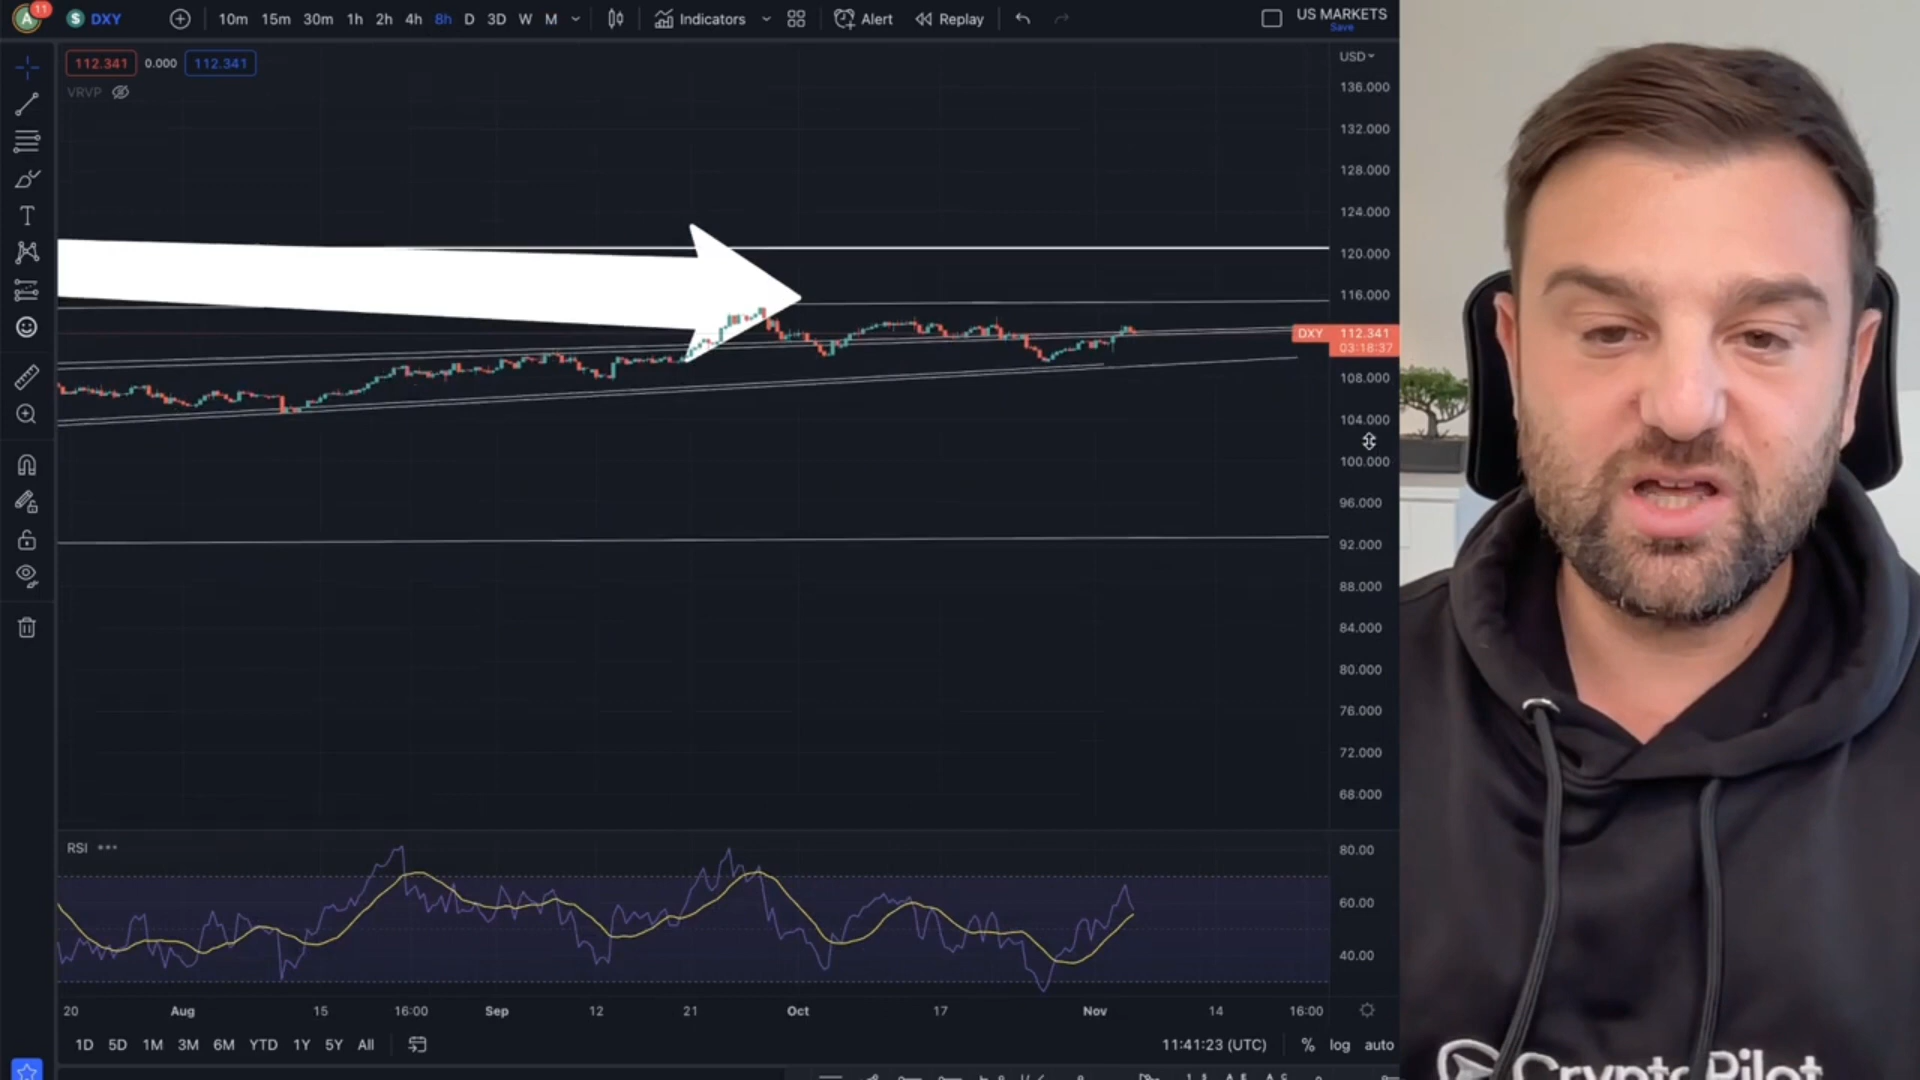 A 11 $ DXY 10m 15m 30m 1h 2h 4h 8h D 3D W M Indicators Alert Replay US MARKETS
Save
112.341 0.000 112.341
VRVP
USD
136.000
132.000
128.000
124.000
120.000
116.000
DXY 112.341
03:18:37
108.000
104.000
100.000
96.000
92.000
88.000
84.000
80.000
76.000
72.000
68.000
RSI
80.00
60.00
40.00
20 Aug 15 16:00 Sep 12 21 Oct 17 Nov 14 16:00
1D 5D 1M 3M 6M YTD 1Y 5Y All 11:41:23 (UTC) % log auto
Crypto Pilot